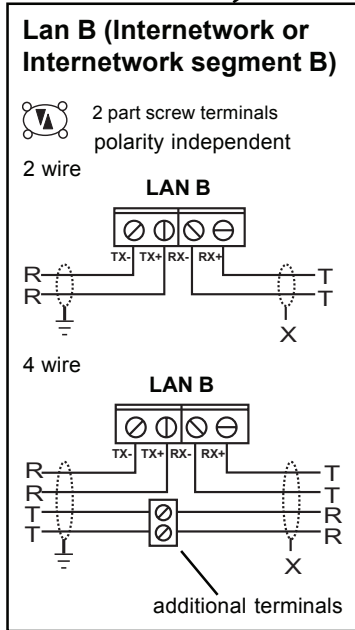 Lan B (Internetwork or
Internetwork segment B)
2 part screw terminals
polarity independent
2 wire
LAN B
TX- TX+ RX- RX+
R T
R T
X
4 wire
LAN B
TX- TX+ RX- RX+
R T
R T
T R
T R
X
additional terminals